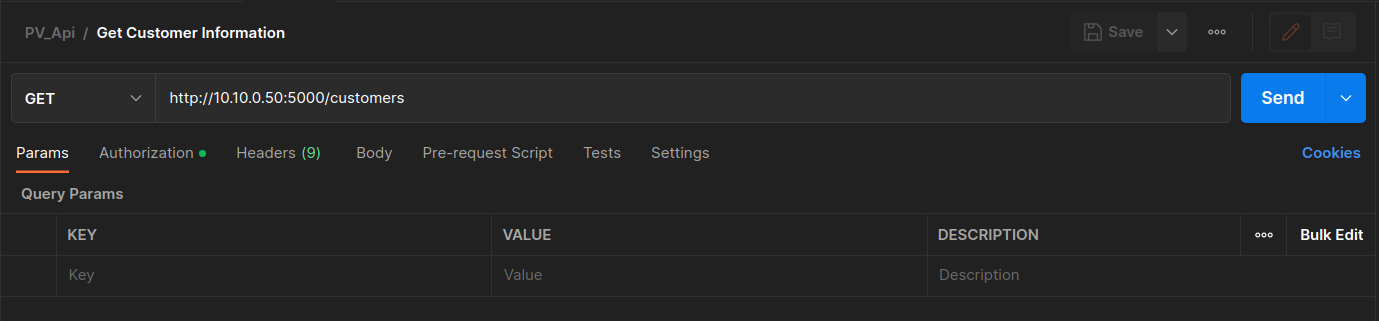 PV_Api / Get Customer Information Save
GET http://10.10.0.50:5000/customers Send
Params Authorization Headers (9) Body Pre-request Script Tests Settings Cookies
Query Params
KEY VALUE DESCRIPTION Bulk Edit
Key Value Description